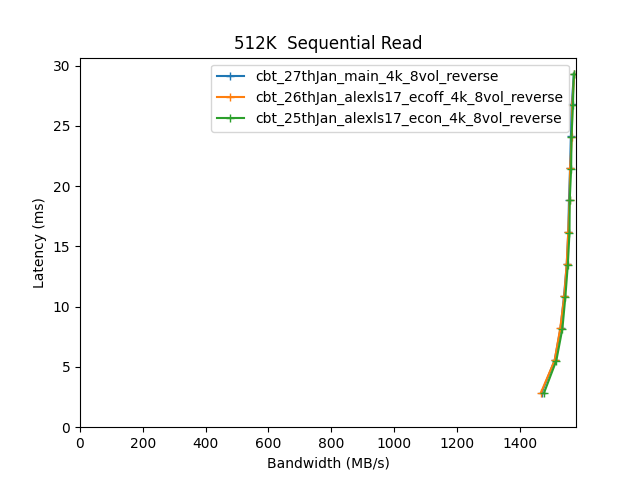 512K  Sequential Read
cbt_27thJan_main_4k_8vol_reverse
cbt_26thJan_alexls17_ecoff_4k_8vol_reverse
cbt_25thJan_alexls17_econ_4k_8vol_reverse
30
25
20
15
10
5
0
Latency (ms)
0 200 400 600 800 1000 1200 1400
Bandwidth (MB/s)